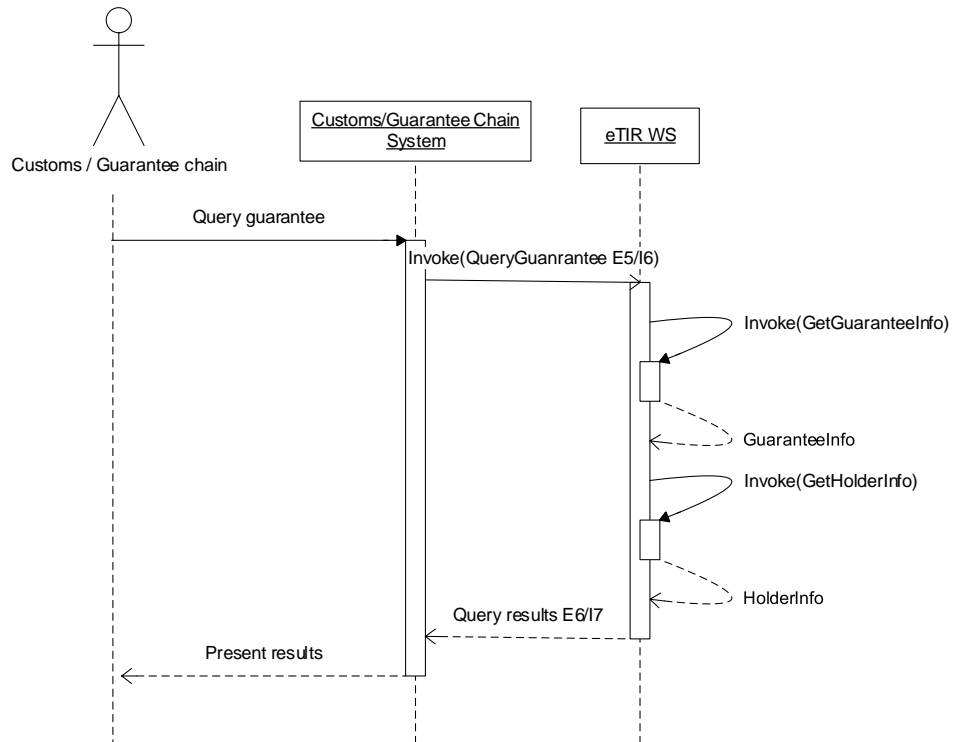 Customs/Guarantee Chain
System
eTIR WS
Customs / Guarantee chain
Query guarantee
Invoke(QueryGuanrantee E5/I6)
Invoke(GetGuaranteeInfo)
GuaranteeInfo
Invoke(GetHolderInfo)
HolderInfo
Query results E6/I7
Present results